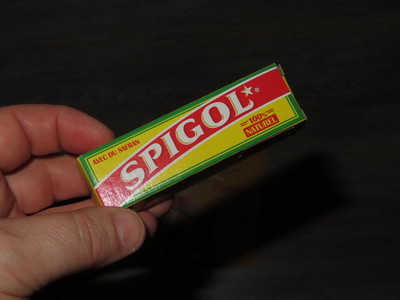 AVEC DU SAFRAN
SPIGOL®
100%
NATUREL